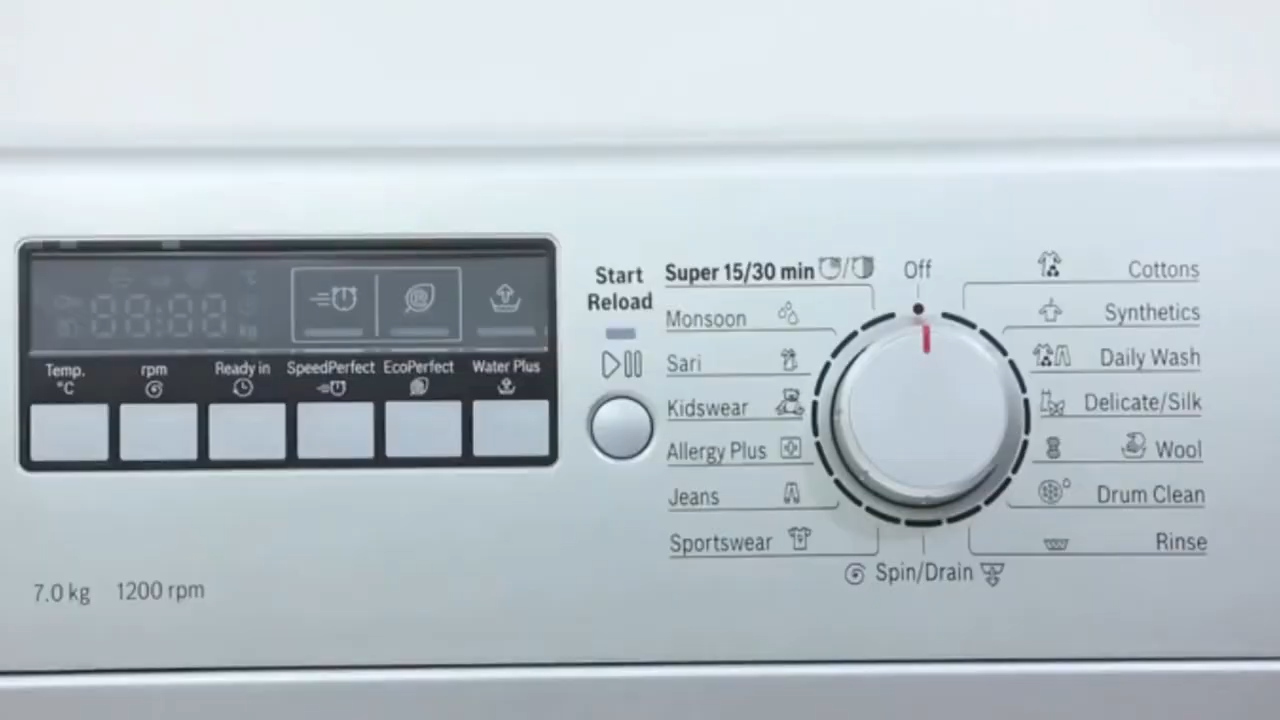 Temp.
°C
rpm
Ready in
SpeedPerfect
EcoPerfect
Water Plus
7.0 kg 1200 rpm
Start
Reload
Super 15/30 min
Monsoon
Sari
Kidswear
Allergy Plus
Jeans
Sportswear
Off
Spin/Drain
Cottons
Synthetics
Daily Wash
Delicate/Silk
Wool
Drum Clean
Rinse